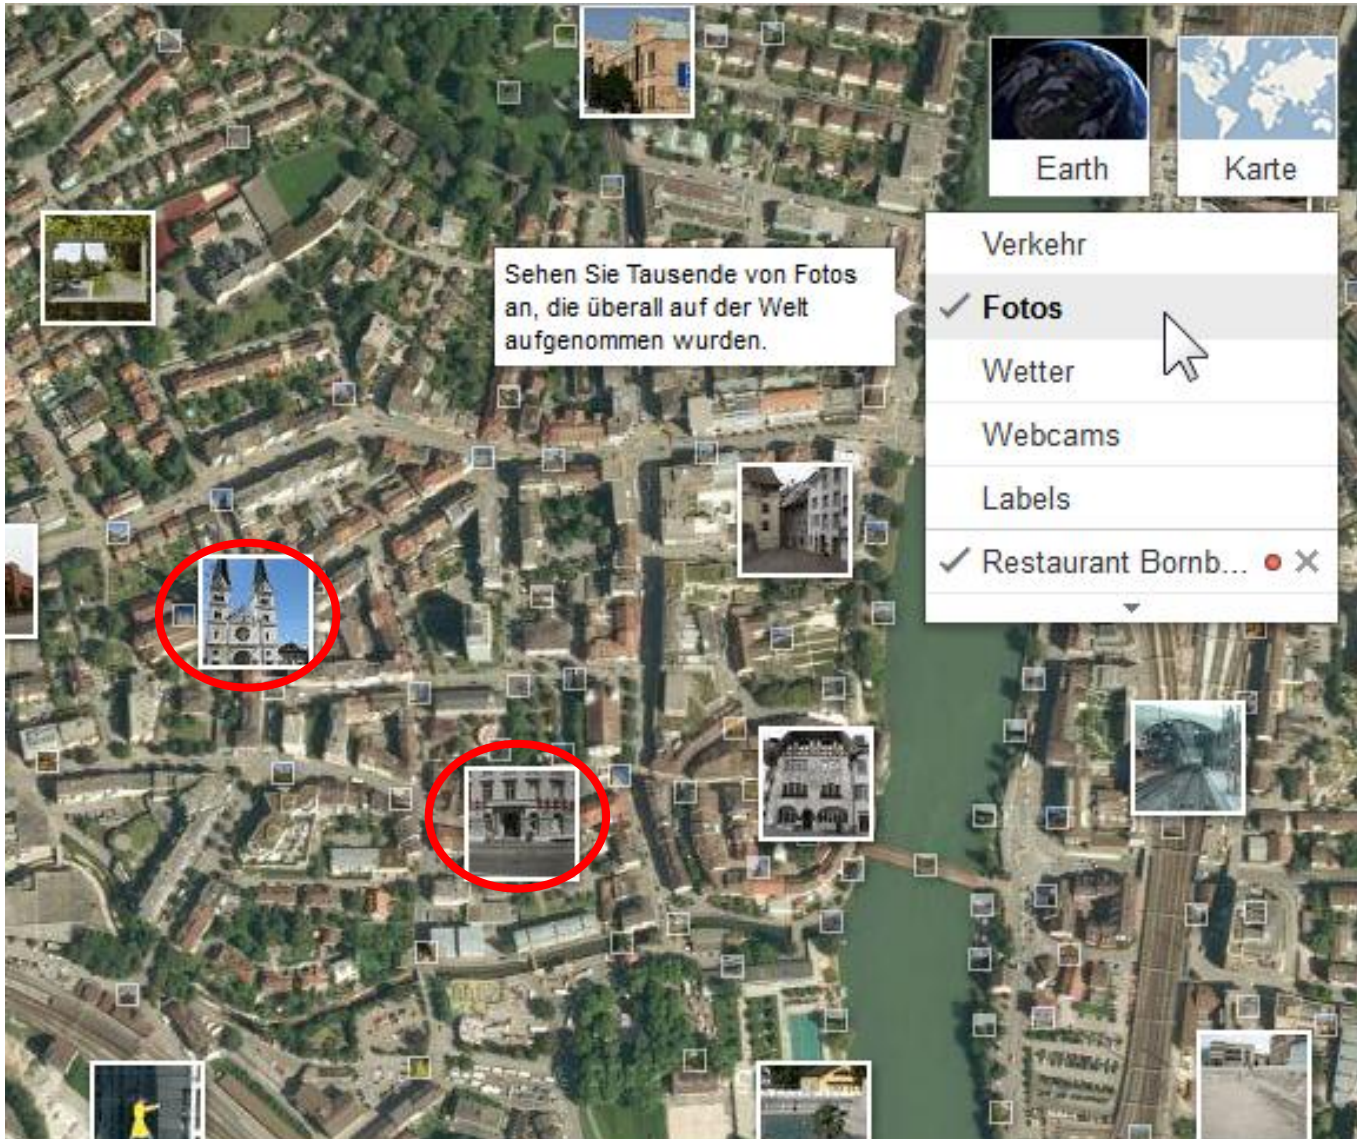 Earth
Karte
Verkehr
Sehen Sie Tausende von Fotos
an, die überall auf der Welt
aufgenommen wurden.
Fotos
Wetter
Webcams
Labels
Restaurant Bornb...